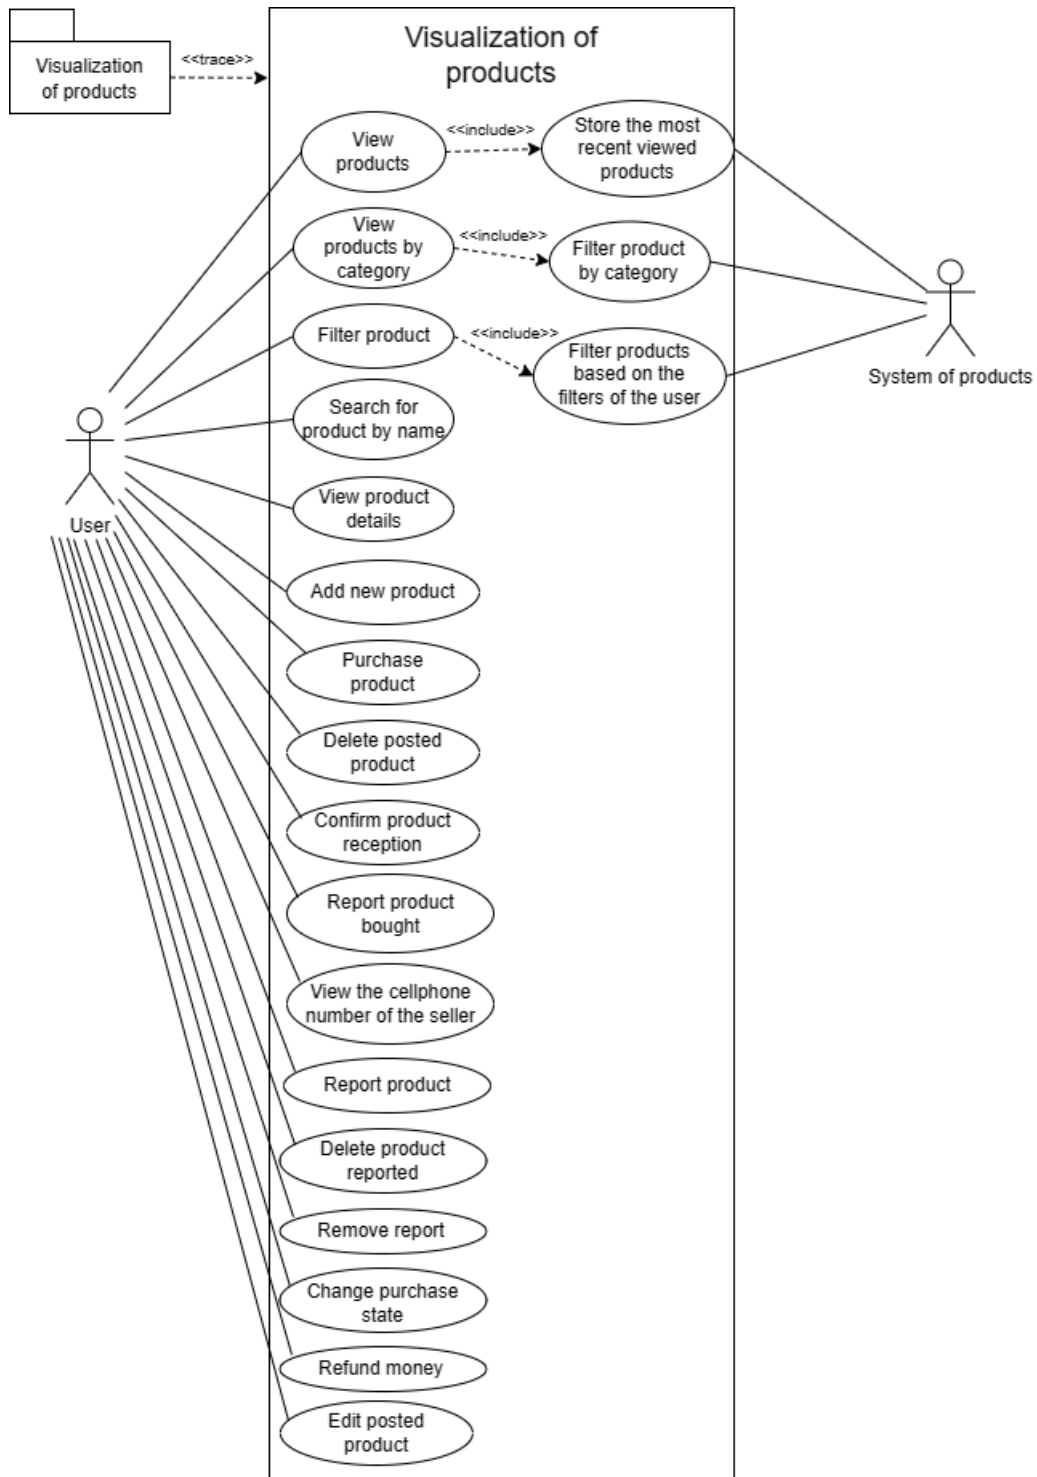 Visualization
of products
<<trace>>
Visualization of
products
View
products
<<include>>
Store the most
recent viewed
products
View
products by
category
<<include>>
Filter product
by category
Filter product
<<include>>
Filter products
based on the
filters of the user
System of products
Search for
product by name
View product
details
User
Add new product
Purchase
product
Delete posted
product
Confirm product
reception
Report product
bought
View the cellphone
number of the seller
Report product
Delete product
reported
Remove report
Change purchase
state
Refund money
Edit posted
product